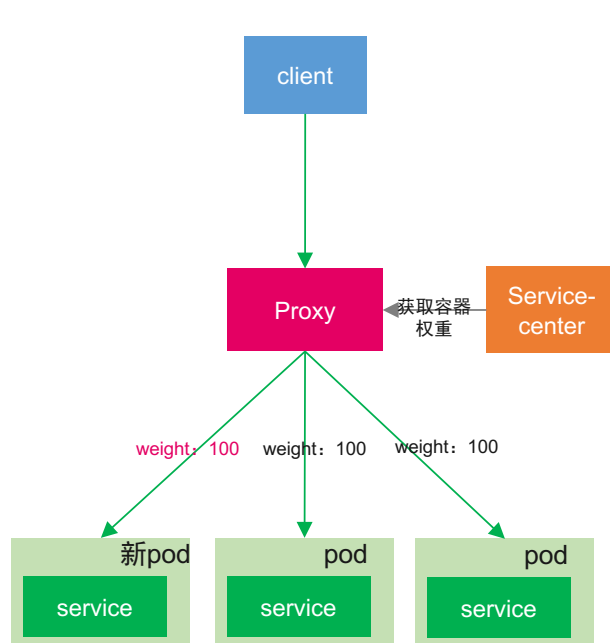 client
Proxy
获取容器
权重
Service-
center
weight：100
weight：100
weight：100
新pod
pod
pod
service
service
service